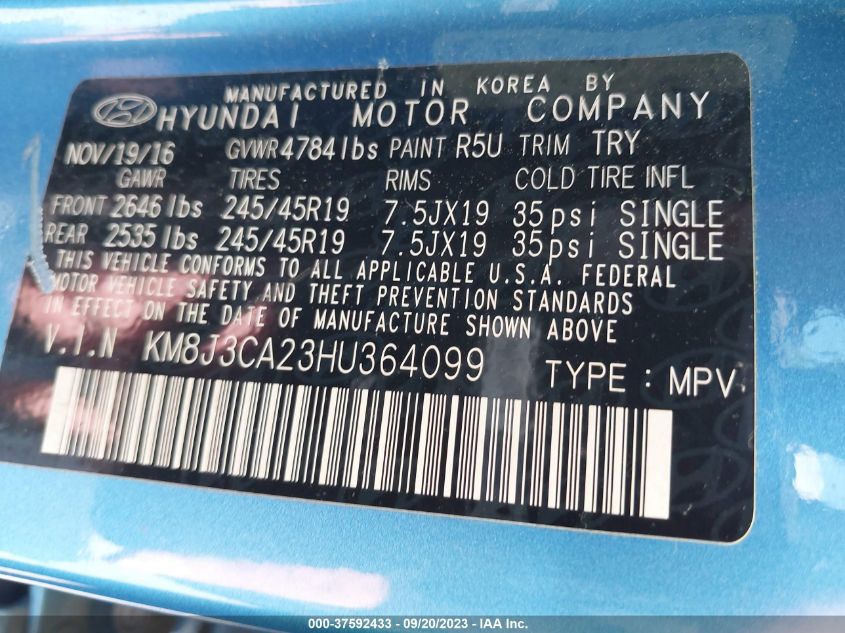 MANUFACTURED IN KOREA BY
HYUNDAI MOTOR COMPANY
NOV/19/16 GVWR 4784 lbs PAINT R5U TRIM TRY
GAWR TIRES RIMS COLD TIRE INFL
FRONT 2646 lbs 245/45R19 7.5JX19 35psi SINGLE
REAR 2535 lbs 245/45R19 7.5JX19 35psi SINGLE
THIS VEHICLE CONFORMS TO ALL APPLICABLE U.S.A. FEDERAL
MOTOR VEHICLE SAFETY AND THEFT PREVENTION STANDARDS
IN EFFECT ON THE DATE OF MANUFACTURE SHOWN ABOVE
V.I.N KM8J3CA23HU364099 TYPE : MPV
000-37592433 - 09/20/2023 - IAA Inc.